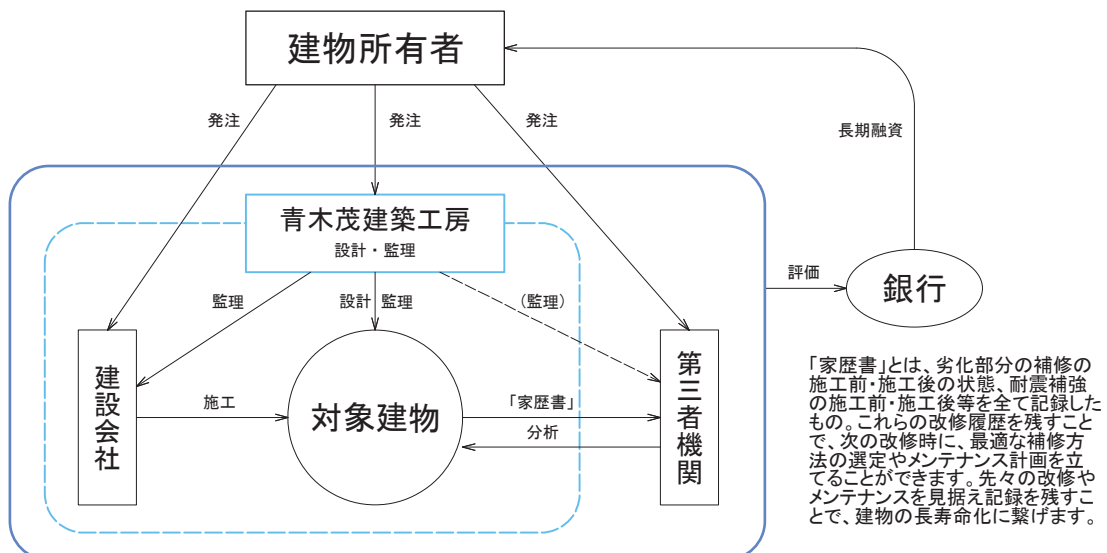 建物所有者
発注
発注
発注
長期融資
青木茂建築工房
設計・監理
評価
銀行
監理
設計
監理
（監理）
建設会社
施工
対象建物
「家歴書」
分析
第三者機関
「家歴書」とは、劣化部分の補修の
施工前・施工後の状態、耐震補強
の施工前・施工後等を全て記録した
もの。これらの改修履歴を残すこと
で、次の改修時に、最適な補修方
法の選定やメンテナンス計画を立
てることができます。先々の改修や
メンテナンスを見据え記録を残すこ
とで、建物の長寿命化に繋げます。